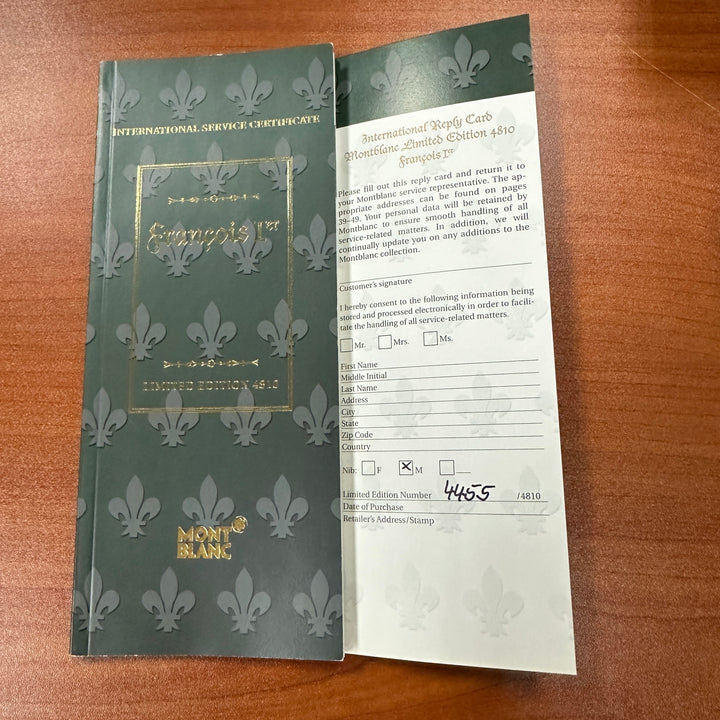 INTERNATIONAL SERVICE CERTIFICATE
François Ier
LIMITED EDITION 4810
MONT
BLANC
International Reply Card
Montblanc Limited Edition 4810
François Ier
Please fill out this reply card and return it to
your Montblanc service representative. The ap-
propriate addresses can be found on pages
39–49. Your personal data will be retained by
Montblanc to ensure smooth handling of all
service-related matters. In addition, we will
continually update you on any additions to the
Montblanc collection.
Customer's signature
I hereby consent to the following information being
stored and processed electronically in order to facili-
tate the handling of all service-related matters.
Mr. Mrs. Ms.
First Name
Middle Initial
Last Name
Address
City
State
Zip Code
Country
Nib: F M
Limited Edition Number 4455 /4810
Date of Purchase
Retailer's Address/Stamp